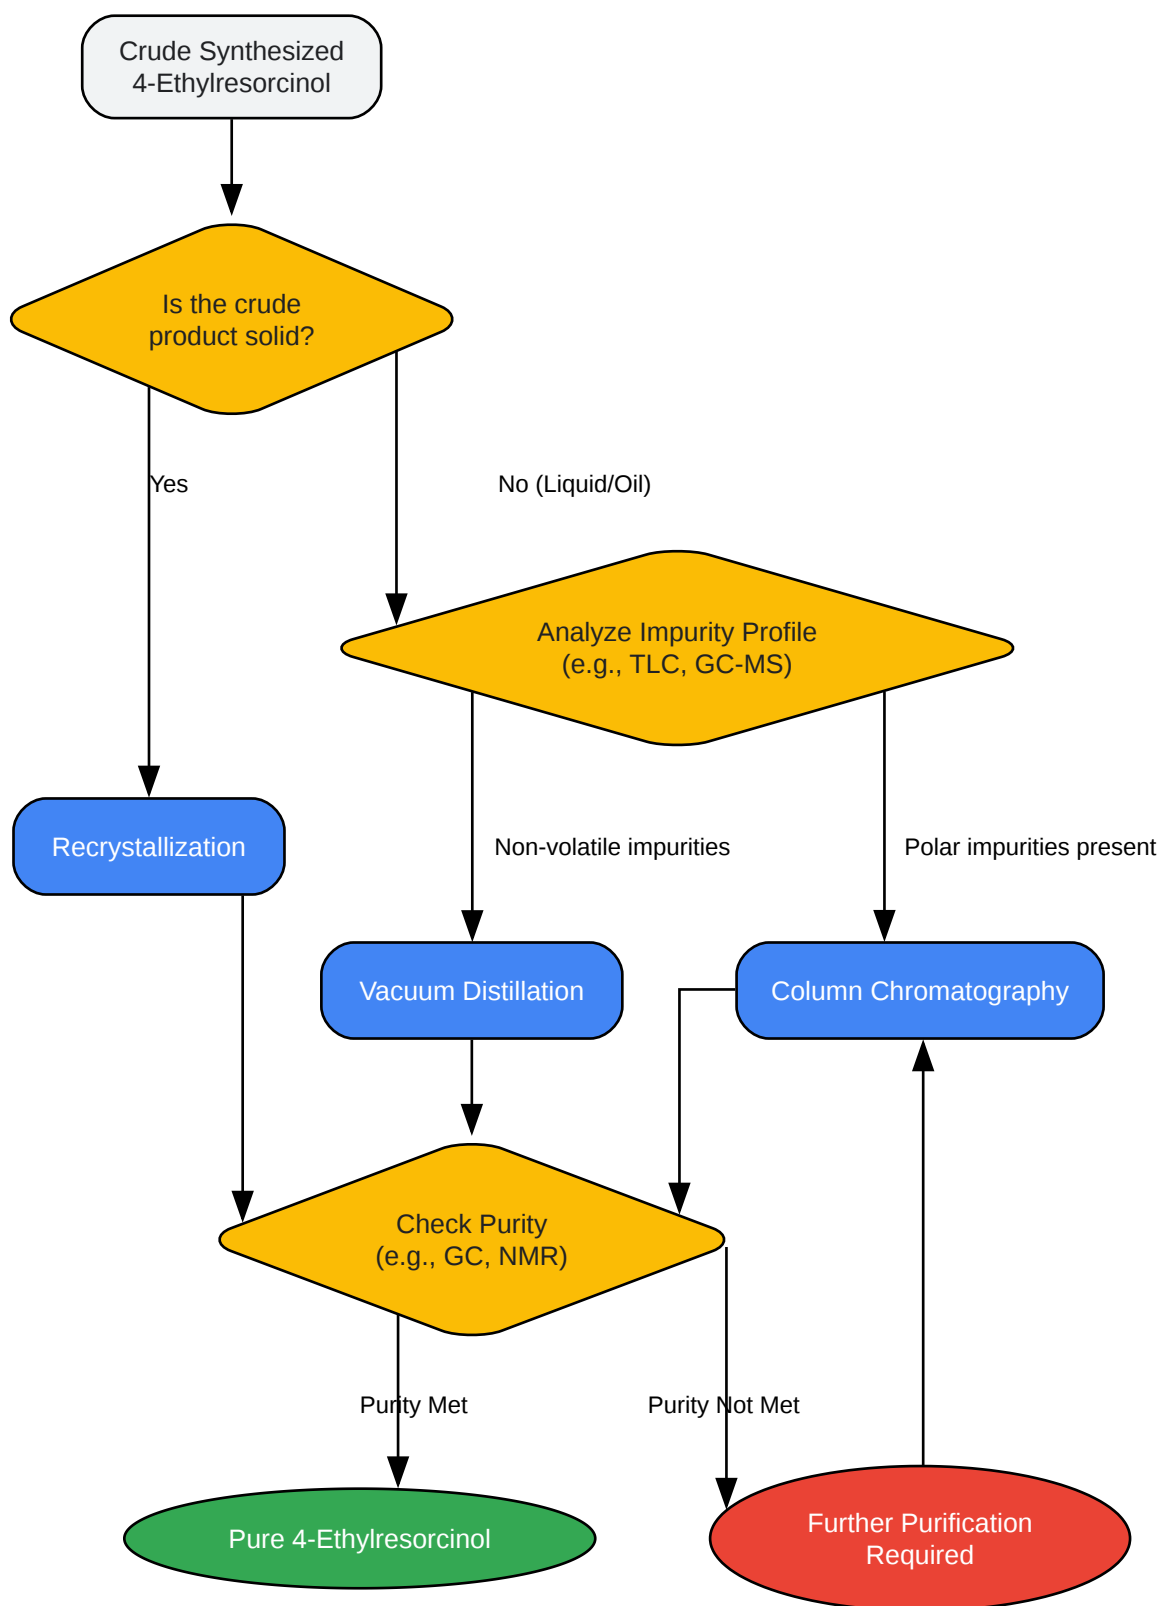 Crude Synthesized
4-Ethylresorcinol
Is the crude
product solid?
Yes
No (Liquid/Oil)
Analyze Impurity Profile
(e.g., TLC, GC-MS)
Recrystallization
Non-volatile impurities
Polar impurities present
Vacuum Distillation
Column Chromatography
Check Purity
(e.g., GC, NMR)
Purity Met
Purity Not Met
Pure 4-Ethylresorcinol
Further Purification
Required